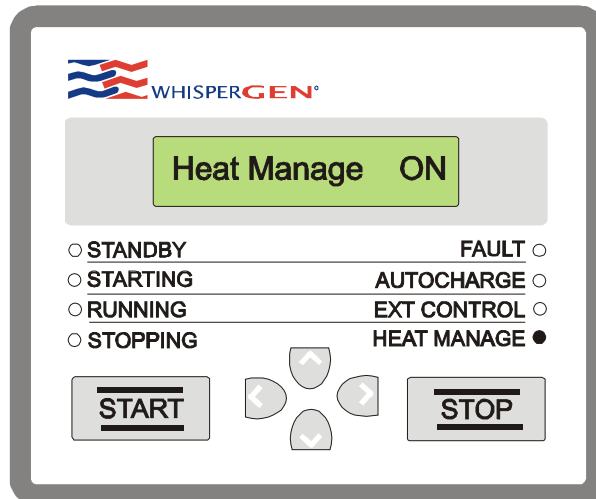 WHISPERGEN®
Heat Manage ON
STANDBY FAULT
STARTING AUTOCHARGE
RUNNING EXT CONTROL
STOPPING HEAT MANAGE
START STOP